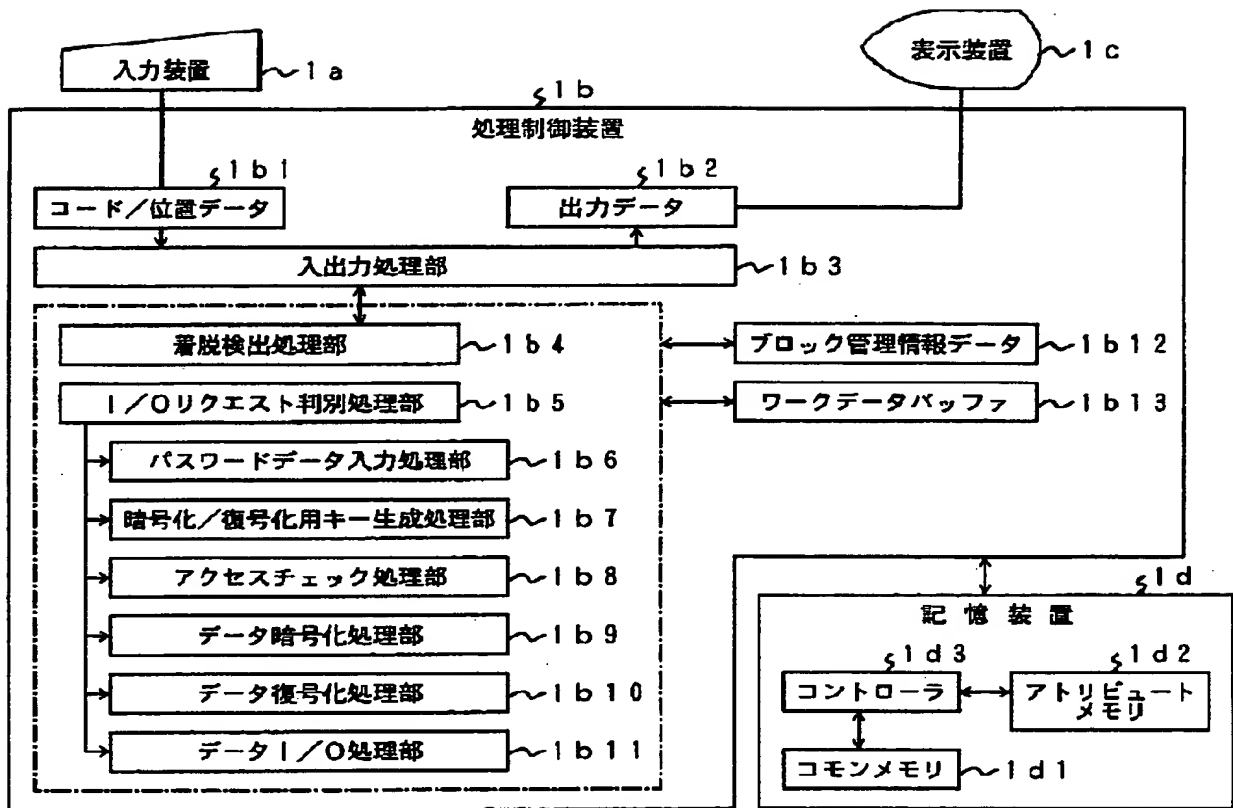 入力装置 1a
表示装置 1c
1b
処理制御装置
1b1
コード/位置データ
1b2
出力データ
入出力処理部 1b3
着脱検出処理部 1b4
I/Oリクエスト判別処理部 1b5
パスワードデータ入力処理部 1b6
暗号化/復号化用キー生成処理部 1b7
アクセスチェック処理部 1b8
データ暗号化処理部 1b9
データ復号化処理部 1b10
データI/O処理部 1b11
ブロック管理情報データ 1b12
ワークデータバッファ 1b13
1d
記憶装置
1d3
コントローラ
1d2
アトリビュート
メモリ
コモンメモリ 1d1